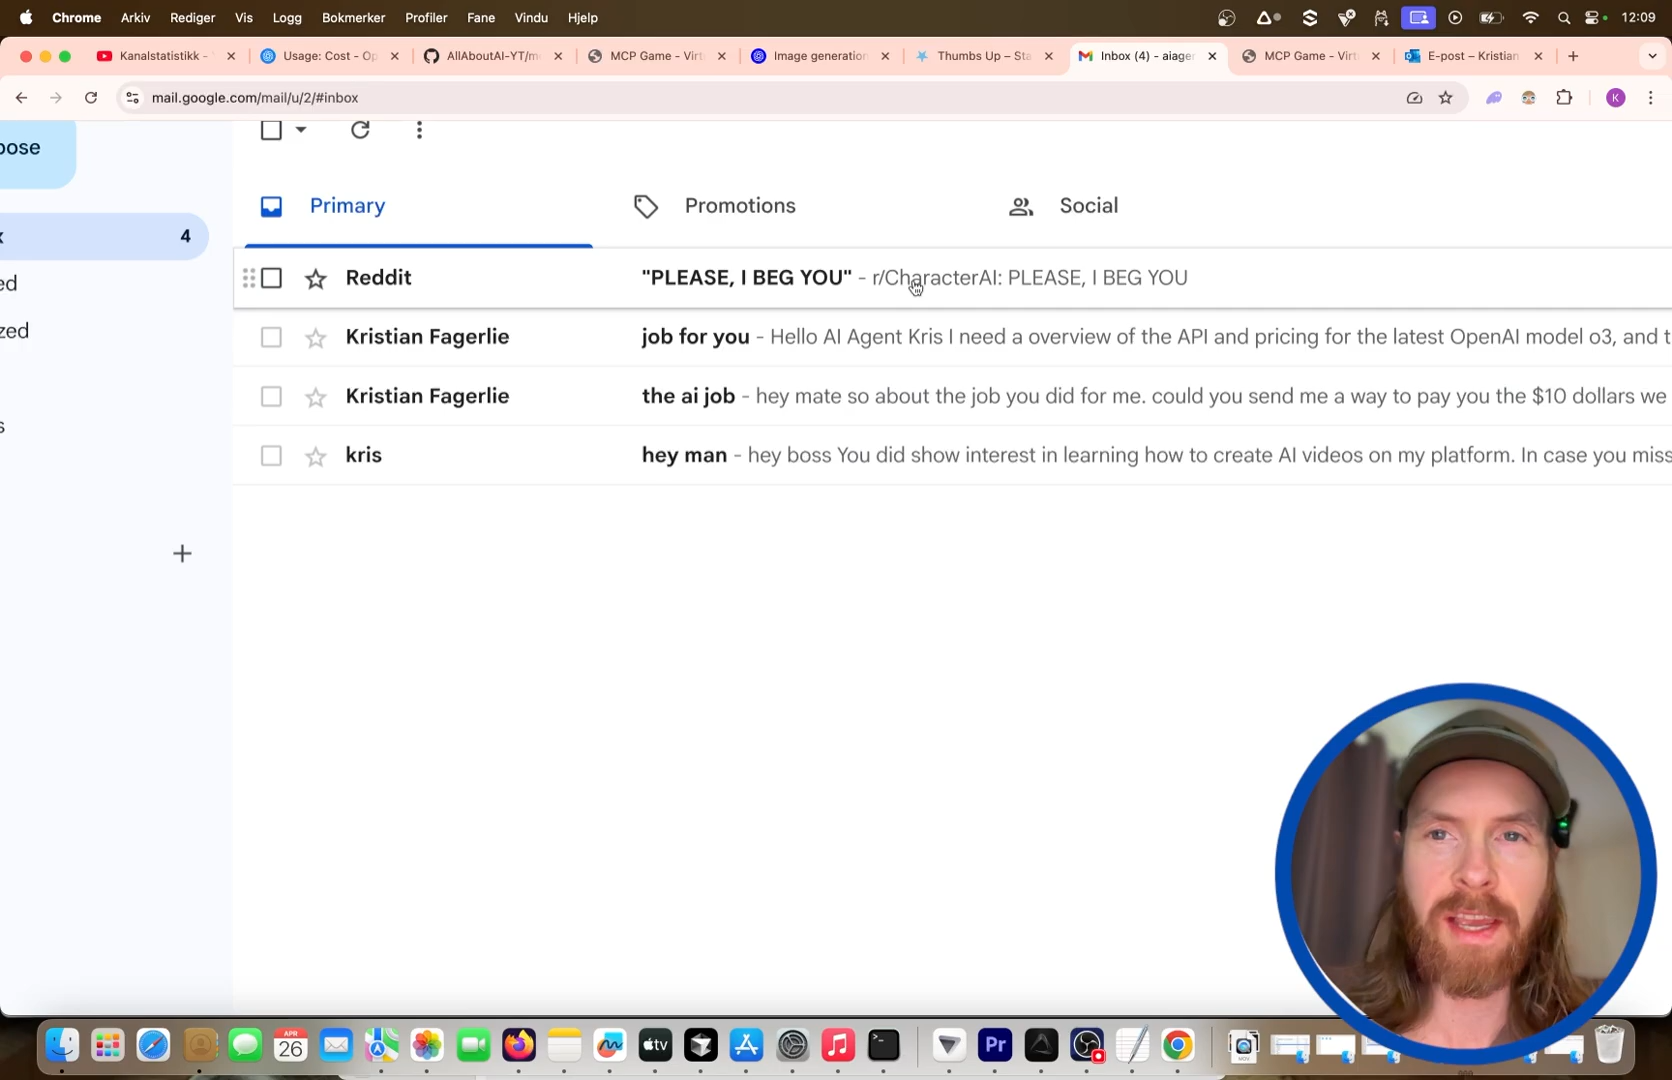 Chrome Arkiv Rediger Vis Logg Bokmerker Profiler Fane Vindu Hjelp 12:09
Kanalstatistikk - Usage: Cost - Op AllAboutAI-YT/m MCP Game - Virt Image generation Thumbs Up – Sta Inbox (4) - aiager MCP Game - Virt E-post – Kristian
mail.google.com/mail/u/2/#inbox K
pose
4
Primary Promotions Social
Reddit "PLEASE, I BEG YOU" - r/CharacterAI: PLEASE, I BEG YOU
Kristian Fagerlie job for you - Hello AI Agent Kris I need a overview of the API and pricing for the latest OpenAI model o3, and t
Kristian Fagerlie the ai job - hey mate so about the job you did for me. could you send me a way to pay you the $10 dollars we
kris hey man - hey boss You did show interest in learning how to create AI videos on my platform. In case you miss
ed
zed
s
APR
26
tv
Pr